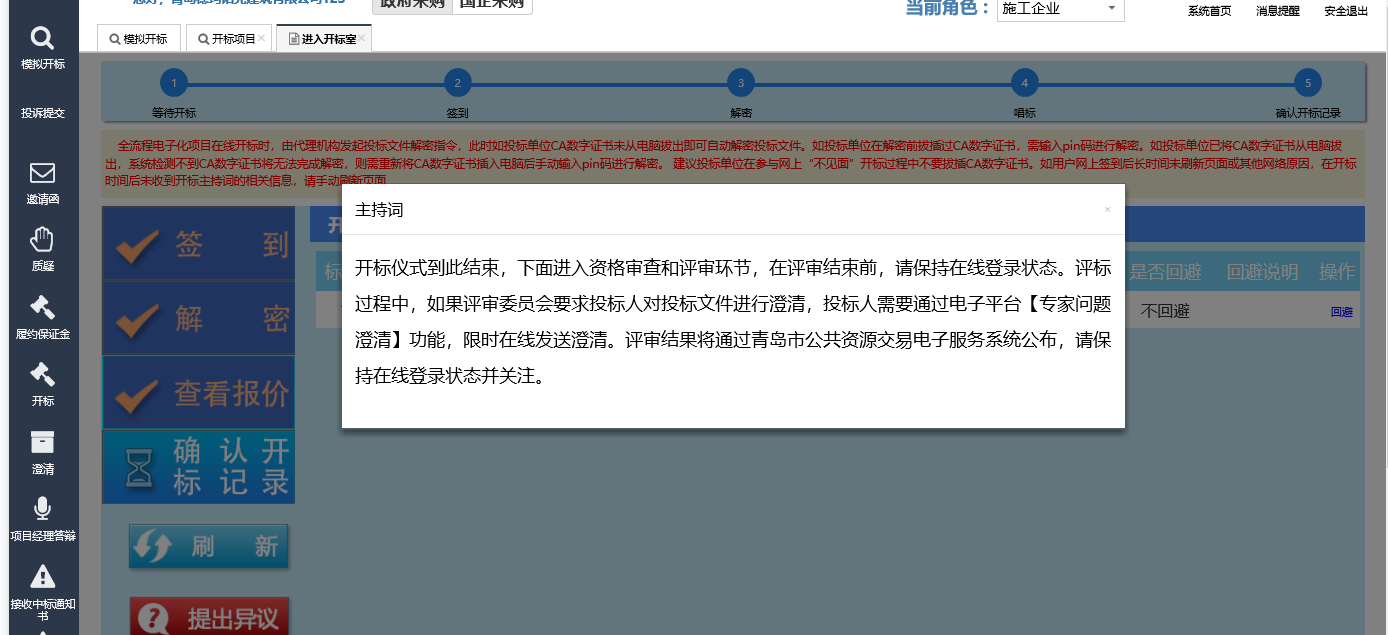 政府采购 国企采购
当前角色： 施工企业
系统首页 消息提醒 安全退出
模拟开标 开标项目 进入开标室
模拟开标
投诉提交
邀请函
质疑
履约保证金
开标
澄清
项目经理答辩
接收中标通知
书
1 2 3 4 5
等待开标 签到 解密 唱标 确认开标记录
全流程电子化项目在线开标时，由代理机构发起投标文件解密指令，此时如投标单位CA数字证书未从电脑拔出即可自动解密投标文件。如投标单位在解密前拔插过CA数字证书，需输入pin码进行解密。如投标单位已将CA数字证书从电脑拔
出，系统检测不到CA数字证书将无法完成解密，则需重新将CA数字证书插入电脑后手动输入pin码进行解密。 建议投标单位在参与网上“不见面”开标过程中不要拔插CA数字证书。如用户网上签到后长时间未刷新页面或其他网络原因，在开标
时间后未收到开标主持词的相关信息，请手动刷新页面
签 到
解 密
查看报价
确 认 开
标 记 录
刷 新
提出异议
开
标
是否回避 回避说明 操作
不回避 回避
主持词 ×
开标仪式到此结束，下面进入资格审查和评审环节，在评审结束前，请保持在线登录状态。评标
过程中，如果评审委员会要求投标人对投标文件进行澄清，投标人需要通过电子平台【专家问题
澄清】功能，限时在线发送澄清。评审结果将通过青岛市公共资源交易电子服务系统公布，请保
持在线登录状态并关注。